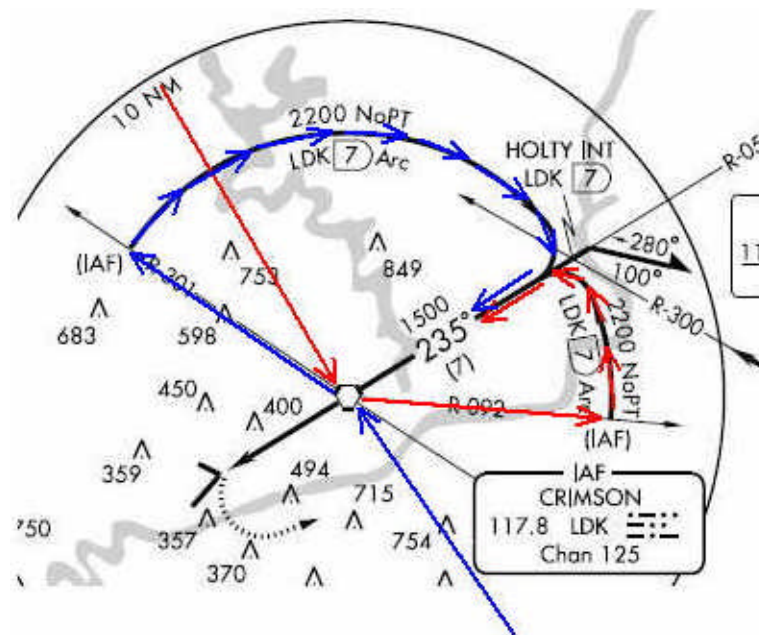 10 NM
2200 NoPT
LDK 7 Arc
HOLTY INT
LDK 7
R-05
(IAF)
R-301
753
849
280°
100°
11
683
598
1500
235°
(7)
R-300
2200 NoPT
LDK 7 Arc
450
400
R-092
(IAF)
359
494
715
IAF
CRIMSON
117.8 LDK
Chan 125
750
357
754
370